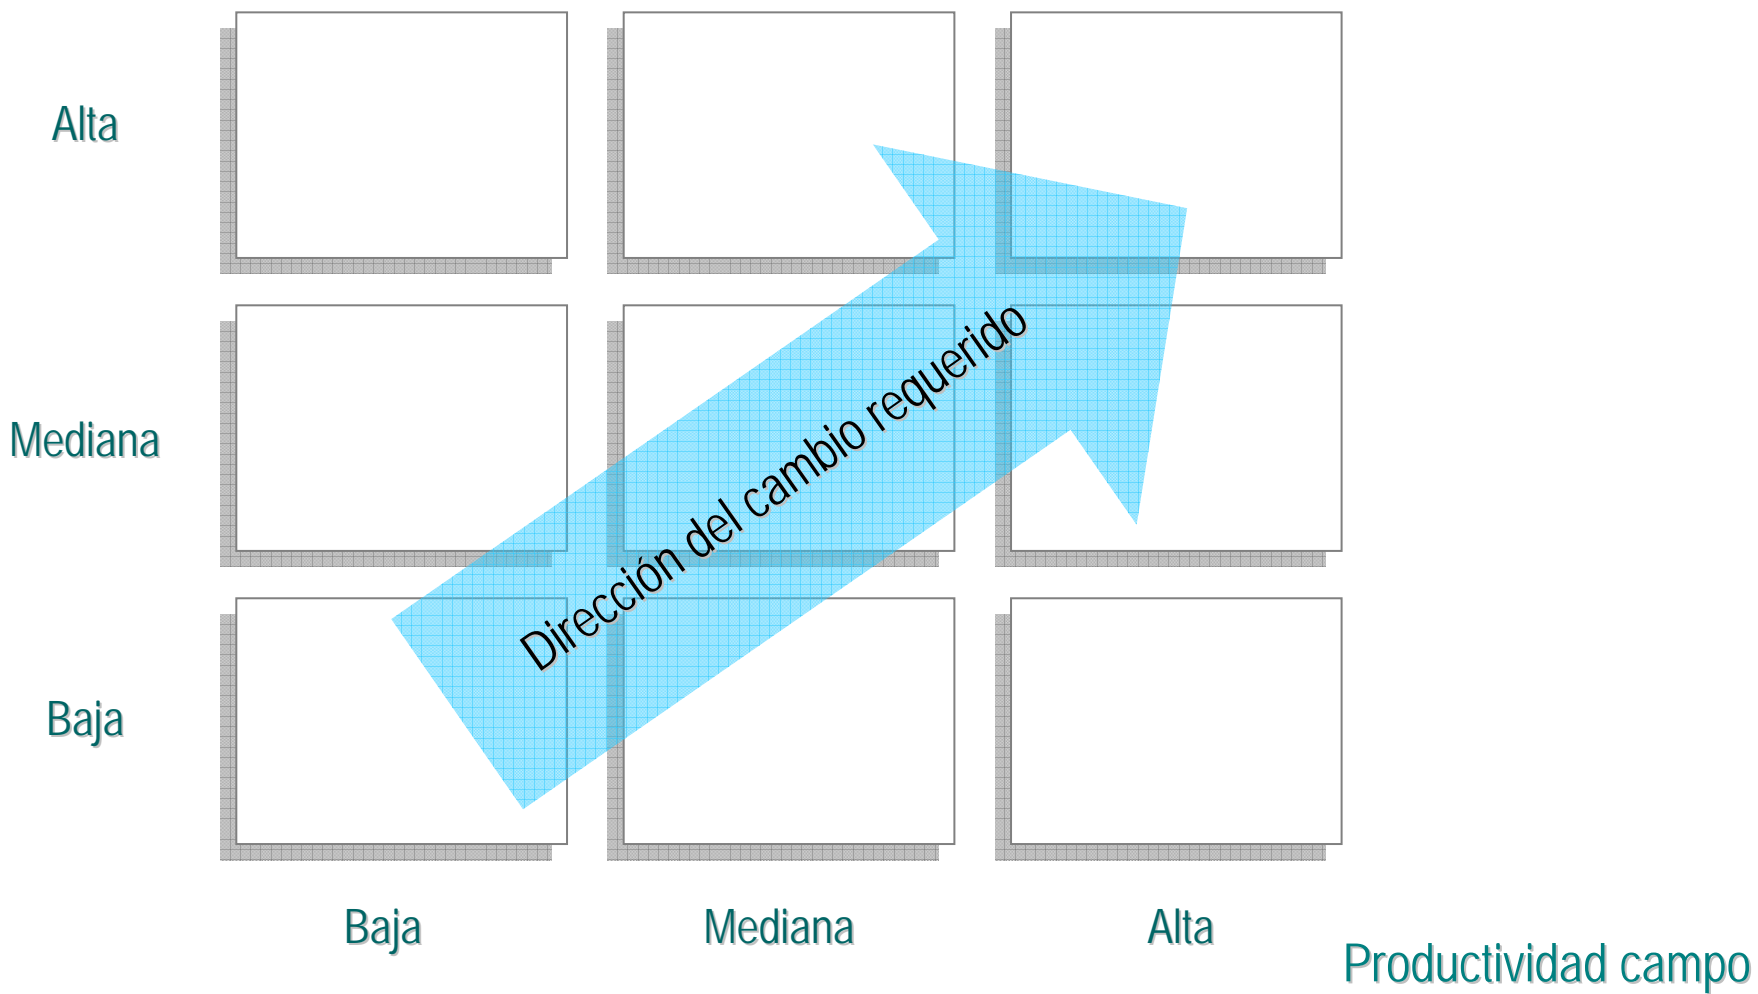 Alta
Dirección del cambio requerido
Mediana
Baja
Baja
Mediana
Alta
Productividad campo